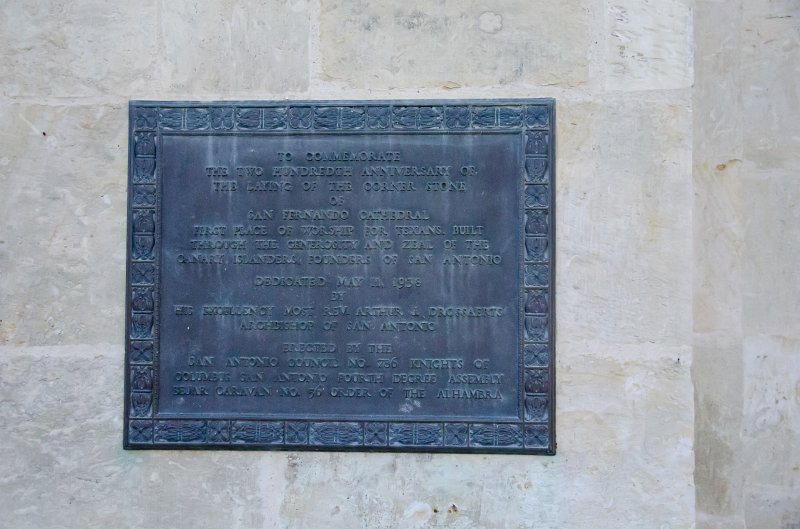 TO COMMEMORATE
THE TWO HUNDREDTH ANNIVERSARY OF
THE LAYING OF THE CORNER STONE
OF
SAN FERNANDO CATHEDRAL
FIRST PLACE OF WORSHIP FOR TEXANS, BUILT
THROUGH THE GENEROSITY AND ZEAL OF THE
CANARY ISLANDERS, FOUNDERS OF SAN ANTONIO
DEDICATED MAY 11, 1938
BY
HIS EXCELLENCY MOST REV. ARTHUR J. DROSSAERTS
ARCHBISHOP OF SAN ANTONIO
ERECTED BY THE
SAN ANTONIO COUNCIL NO. 786 KNIGHTS OF
COLUMBUS SAN ANTONIO FOURTH DEGREE ASSEMBLY
BEJAR CARAVAN NO. 56 ORDER OF THE ALHAMBRA